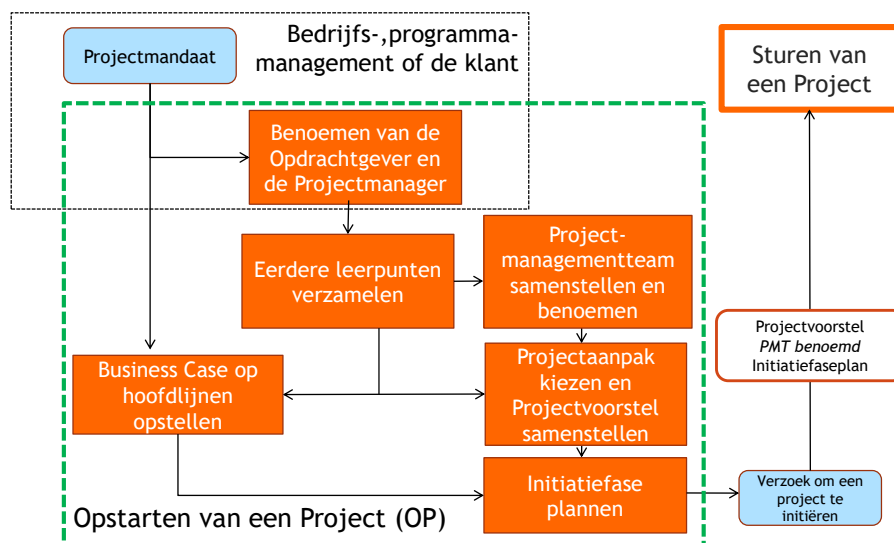 Projectmandaat
Bedrijfs-,programma-
management of de klant
Sturen van
een Project
Benoemen van de
Opdrachtgever en
de Projectmanager
Eerdere leerpunten
verzamelen
Project-
managementteam
samenstellen en
benoemen
Business Case op
hoofdlijnen
opstellen
Projectaanpak
kiezen en
Projectvoorstel
samenstellen
Projectvoorstel
PMT benoemd
Initiatiefaseplan
Initiatiefase
plannen
Verzoek om een
project te
initiëren
Opstarten van een Project (OP)